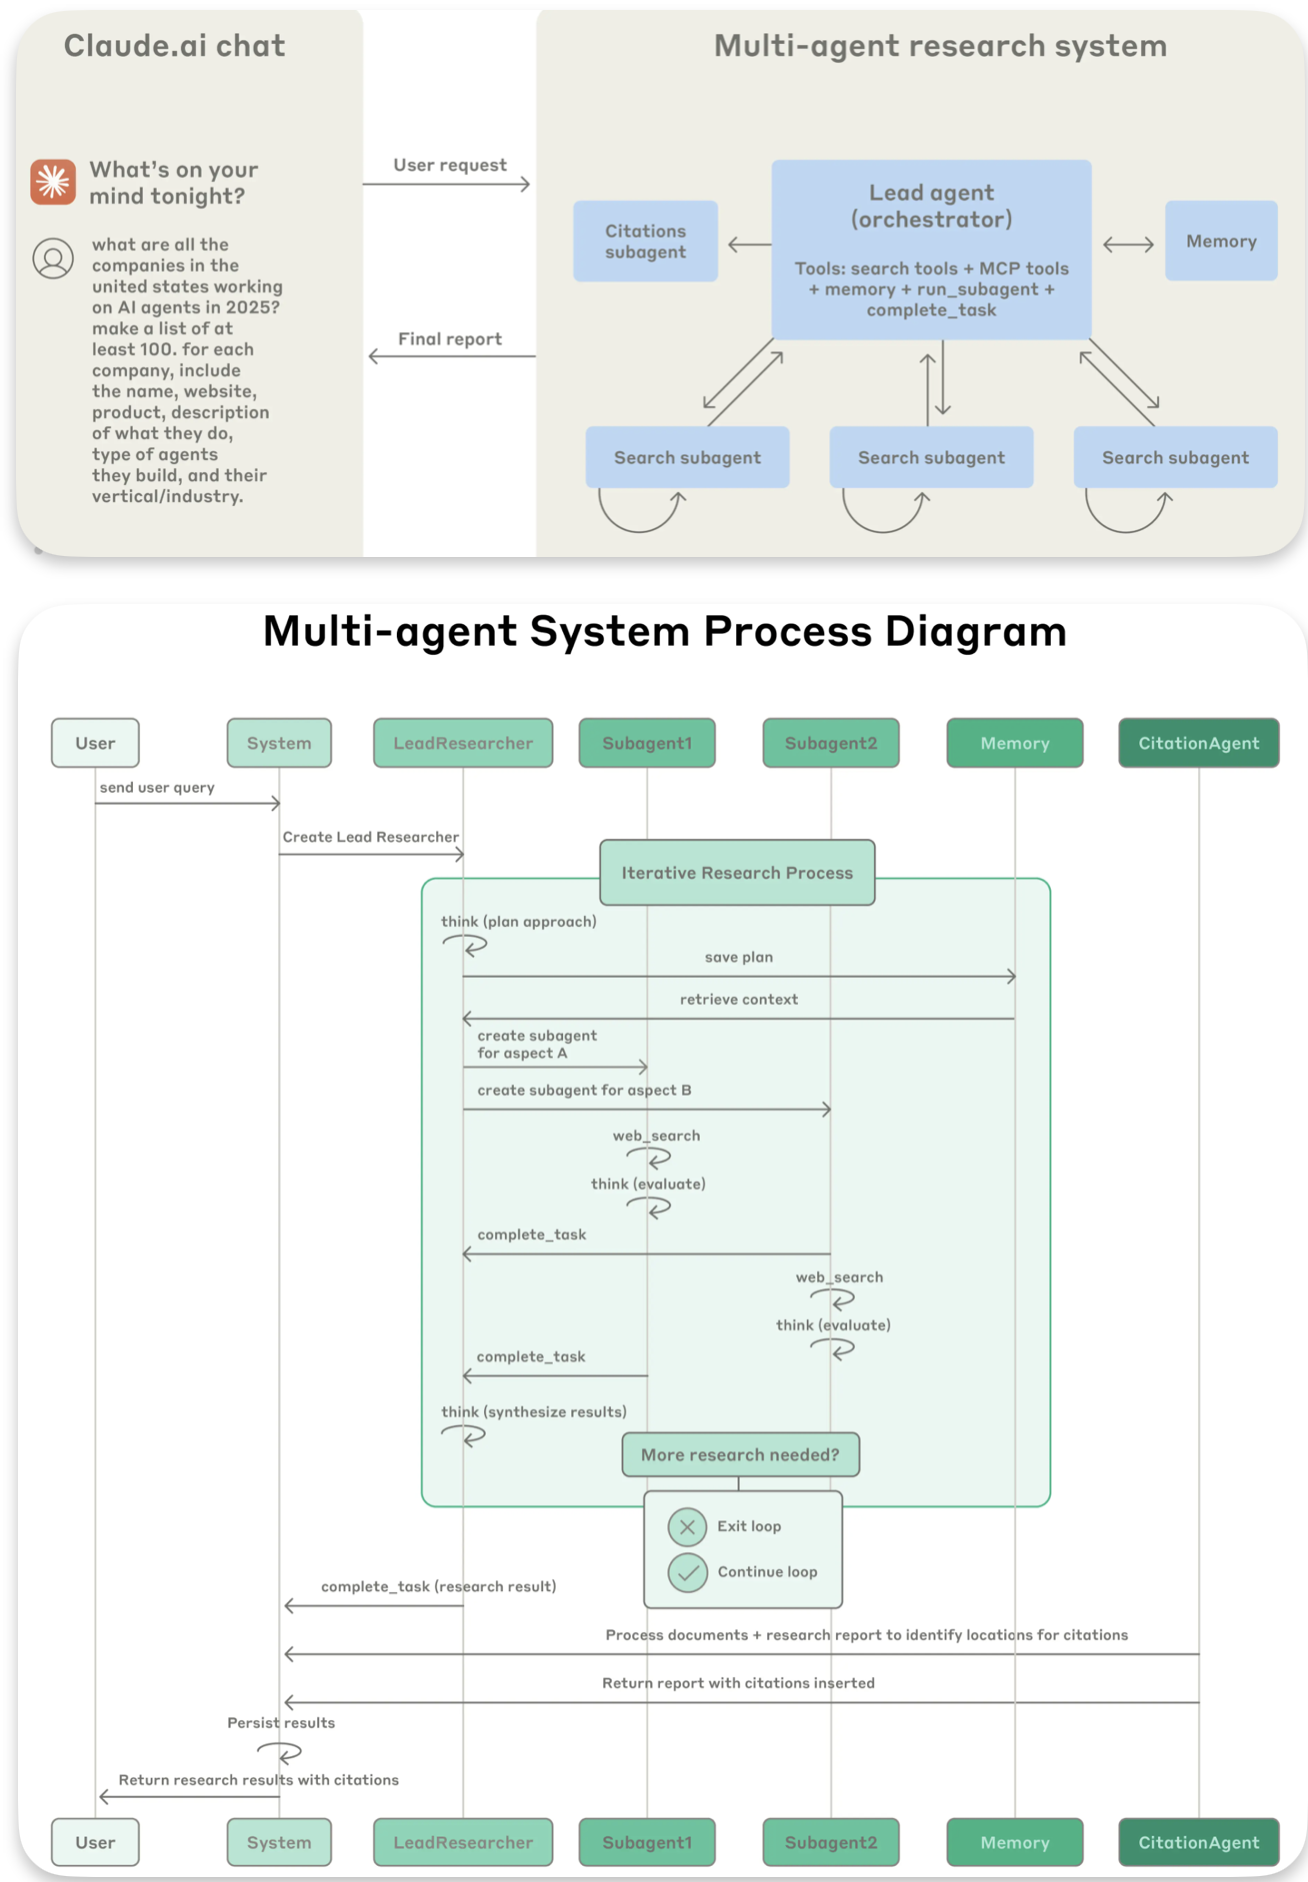 Claude.ai chat
Multi-agent research system
What's on your
mind tonight?
what are all the
companies in the
united states working
on AI agents in 2025?
make a list of at
least 100. for each
company, include
the name, website,
product, description
of what they do,
type of agents
they build, and their
vertical/industry.
User request
Final report
Citations
subagent
Lead agent
(orchestrator)
Tools: search tools + MCP tools
+ memory + run_subagent +
complete_task
Memory
Search subagent
Search subagent
Search subagent
Multi-agent System Process Diagram
User
System
LeadResearcher
Subagent1
Subagent2
Memory
CitationAgent
send user query
Create Lead Researcher
Iterative Research Process
think (plan approach)
save plan
retrieve context
create subagent
for aspect A
create subagent for aspect B
web_search
think (evaluate)
complete_task
web_search
think (evaluate)
complete_task
think (synthesize results)
More research needed?
Exit loop
Continue loop
complete_task (research result)
Process documents + research report to identify locations for citations
Return report with citations inserted
Persist results
Return research results with citations
User
System
LeadResearcher
Subagent1
Subagent2
Memory
CitationAgent